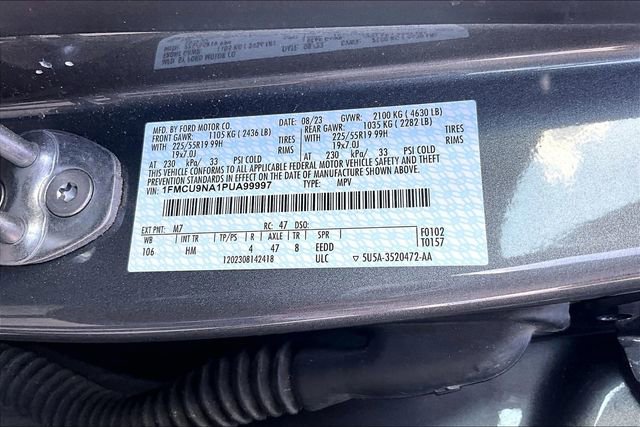 MFD. BY FORD MOTOR CO.
08/23 GVWR: 2100 KG (4630 LB)
FRONT GAWR: 1105 KG (2436 LB) REAR GAWR: 1035 KG (2282 LB)
WITH TIRES WITH TIRES
225/55R19 99H 225/55R19 99H
19x7.0J RIMS 19x7.0J RIMS
AT 230 kPa/ 33 PSI COLD AT 230 kPa/ 33 PSI COLD
THIS VEHICLE CONFORMS TO ALL APPLICABLE FEDERAL MOTOR VEHICLE
SAFETY STANDARDS IN EFFECT ON THE DATE OF MANUFACTURE SHOWN ABOVE.
VIN: 1FMCU9NA1PUA99997 TYPE: MPV
EXT PNT: M7 RC: 47 DSO: F0102
WB INT TR TP/PS R AXLE TR SPR T0157
106 HM 4 47 8 EEDD
1202308142418 ULC 5U5A-3520472-AA